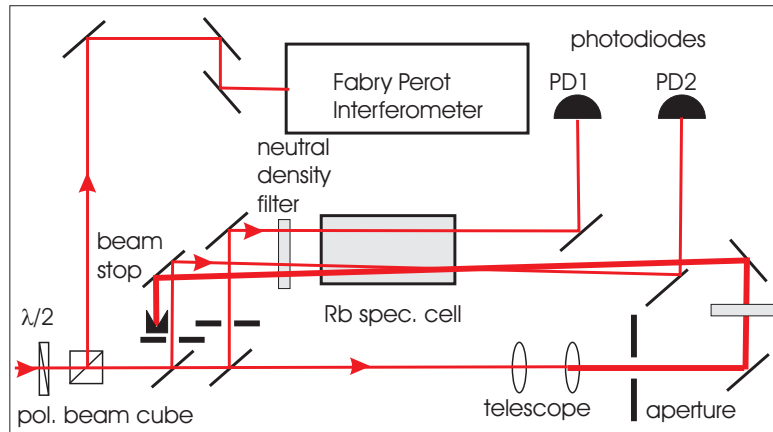 photodiodes
Fabry Perot
Interferometer
PD1
PD2
neutral
density
filter
beam
stop
Rb spec. cell
λ/2
pol. beam cube
telescope
aperture